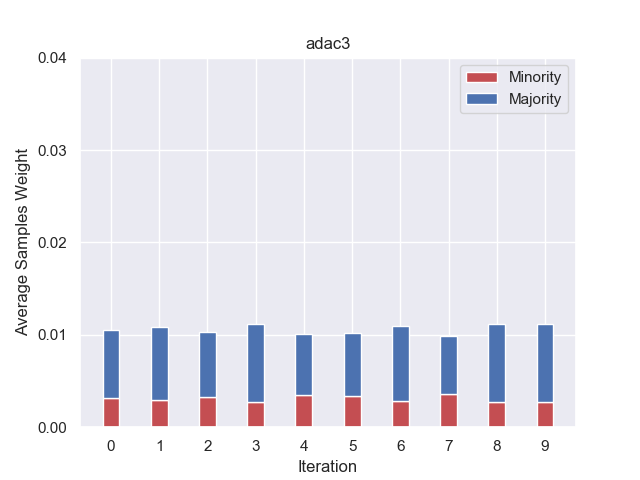 adac3
Minority
Majority
Average Samples Weight
0.04
0.03
0.02
0.01
0.00
0 1 2 3 4 5 6 7 8 9
Iteration